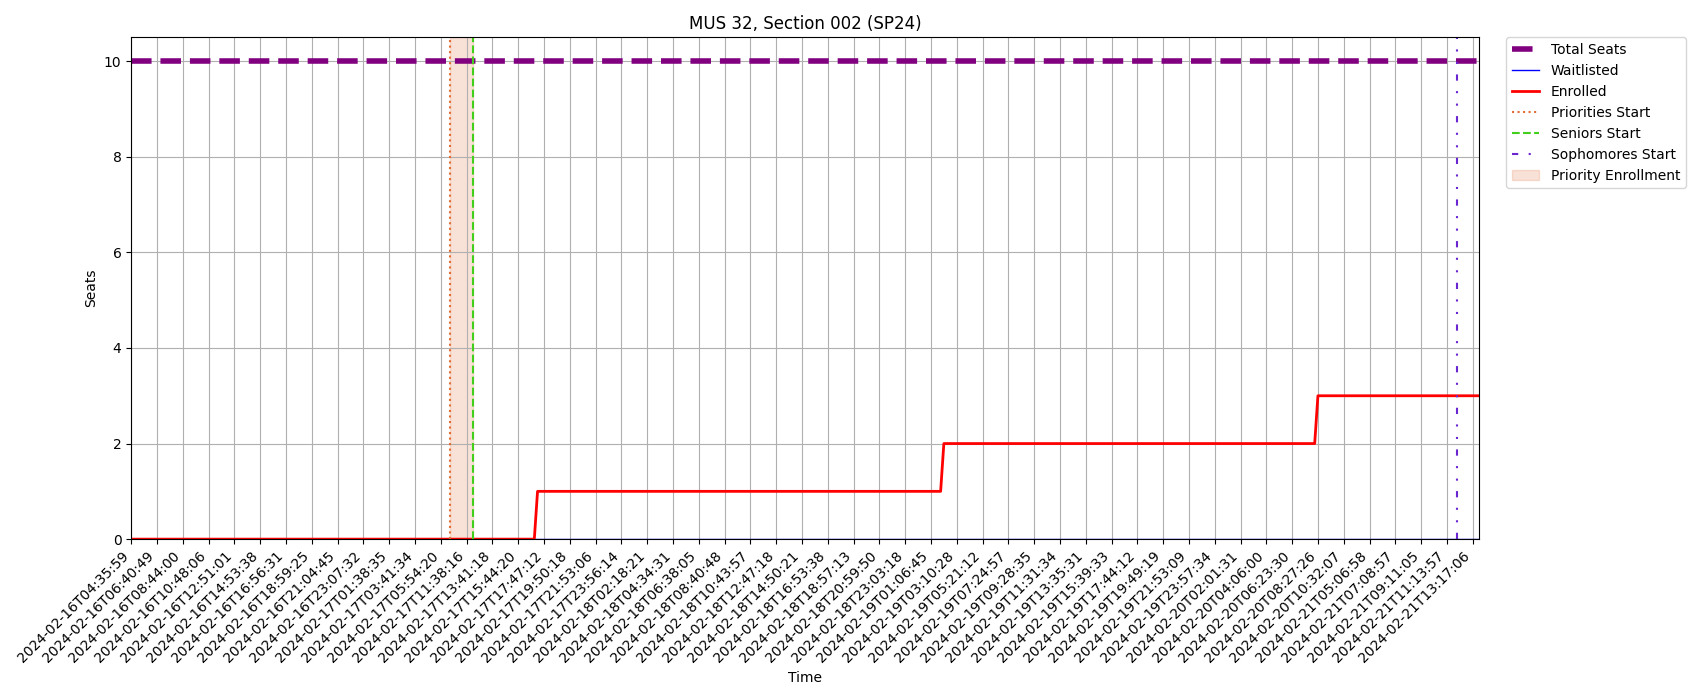 MUS 32, Section 002 (SP24)
Total Seats
Waitlisted
Enrolled
Priorities Start
Seniors Start
Sophomores Start
Priority Enrollment
Seats
10
8
6
4
2
0
2024-02-16T04:35:59
2024-02-16T06:40:49
2024-02-16T08:44:00
2024-02-16T10:48:06
2024-02-16T12:51:01
2024-02-16T14:53:38
2024-02-16T16:56:31
2024-02-16T18:59:25
2024-02-16T21:04:45
2024-02-16T23:07:32
2024-02-17T01:38:35
2024-02-17T03:41:34
2024-02-17T05:54:20
2024-02-17T11:38:16
2024-02-17T13:41:18
2024-02-17T15:44:20
2024-02-17T17:47:12
2024-02-17T19:50:18
2024-02-17T21:53:06
2024-02-17T23:56:14
2024-02-18T02:18:21
2024-02-18T04:34:31
2024-02-18T06:38:05
2024-02-18T08:40:48
2024-02-18T10:43:57
2024-02-18T12:47:18
2024-02-18T14:50:21
2024-02-18T16:53:38
2024-02-18T18:57:13
2024-02-18T20:59:50
2024-02-18T23:03:18
2024-02-19T01:06:45
2024-02-19T03:10:28
2024-02-19T05:21:12
2024-02-19T07:24:57
2024-02-19T09:28:35
2024-02-19T11:31:34
2024-02-19T13:35:31
2024-02-19T15:39:33
2024-02-19T17:44:12
2024-02-19T19:49:19
2024-02-19T21:53:09
2024-02-19T23:57:34
2024-02-20T02:01:31
2024-02-20T04:06:00
2024-02-20T06:23:30
2024-02-20T08:27:26
2024-02-20T10:32:07
2024-02-21T05:06:58
2024-02-21T07:08:57
2024-02-21T09:11:05
2024-02-21T11:13:57
2024-02-21T13:17:06
Time